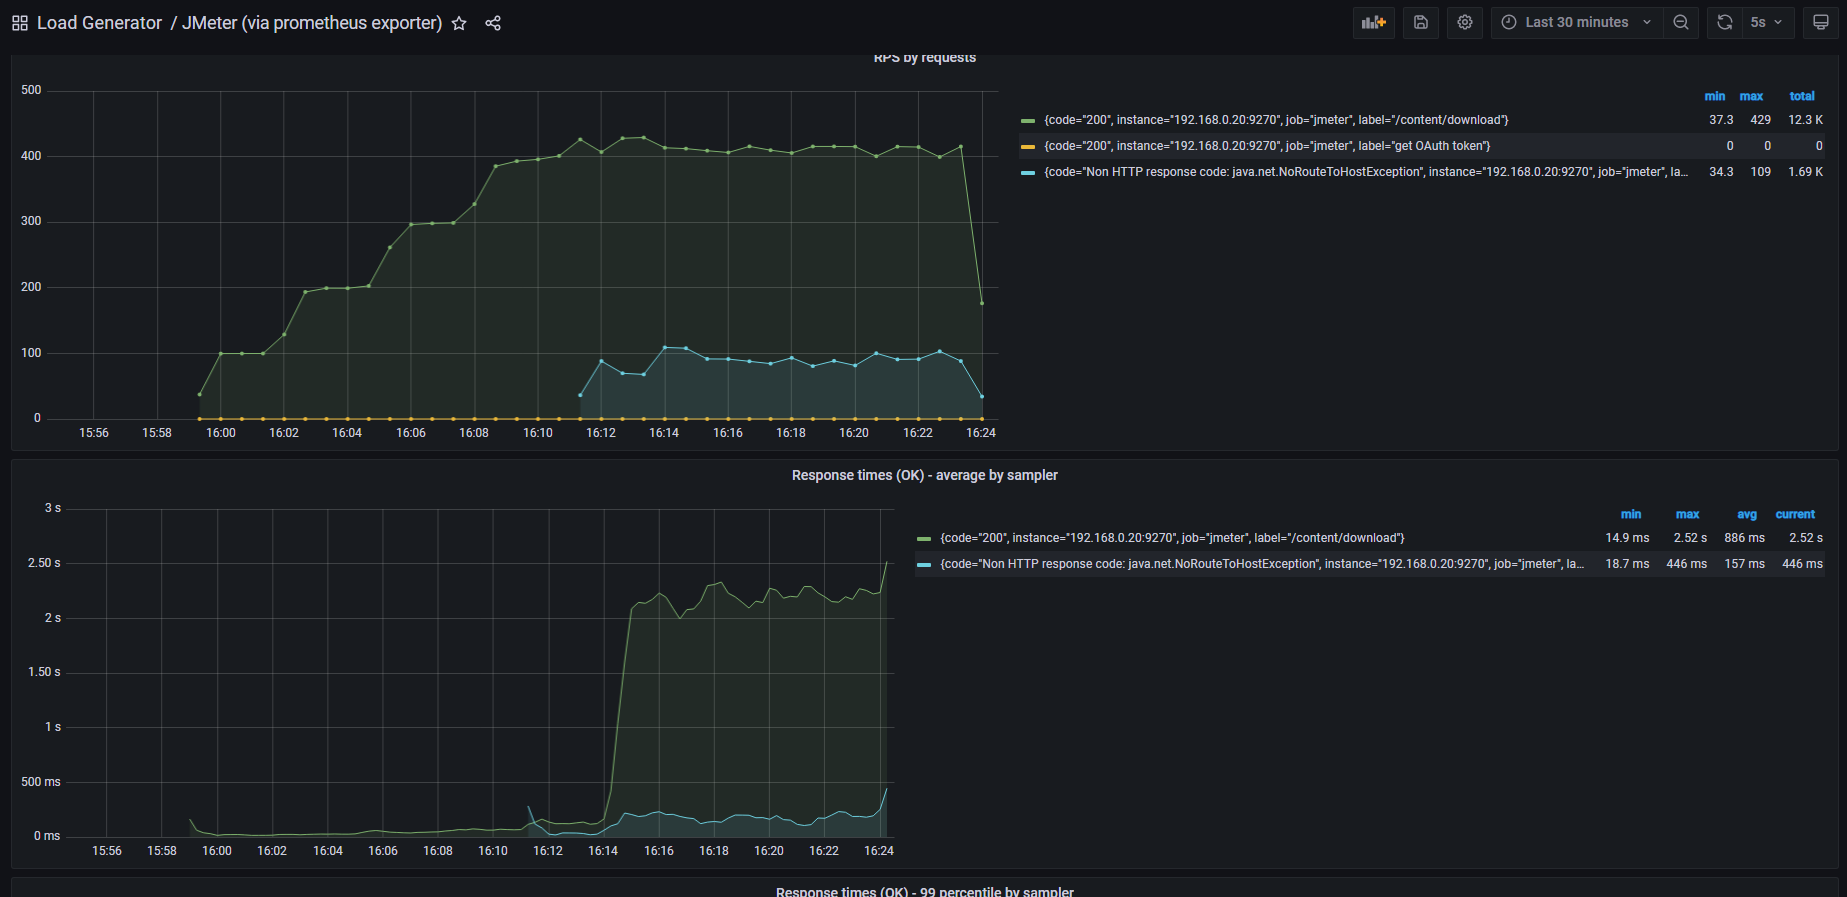 Load Generator / JMeter (via prometheus exporter)
Last 30 minutes
5s
RPS by requests
500
400
300
200
100
0
15:56 15:58 16:00 16:02 16:04 16:06 16:08 16:10 16:12 16:14 16:16 16:18 16:20 16:22 16:24
min max total
{code="200", instance="192.168.0.20:9270", job="jmeter", label="/content/download"} 37.3 429 12.3 K
{code="200", instance="192.168.0.20:9270", job="jmeter", label="get OAuth token"} 0 0 0
{code="Non HTTP response code: java.net.NoRouteToHostException", instance="192.168.0.20:9270", job="jmeter", la... 34.3 109 1.69 K
Response times (OK) - average by sampler
3 s
2.50 s
2 s
1.50 s
1 s
500 ms
0 ms
15:56 15:58 16:00 16:02 16:04 16:06 16:08 16:10 16:12 16:14 16:16 16:18 16:20 16:22 16:24
min max avg current
{code="200", instance="192.168.0.20:9270", job="jmeter", label="/content/download"} 14.9 ms 2.52 s 886 ms 2.52 s
{code="Non HTTP response code: java.net.NoRouteToHostException", instance="192.168.0.20:9270", job="jmeter", la... 18.7 ms 446 ms 157 ms 446 ms
Response times (OK) - 99 percentile by sampler